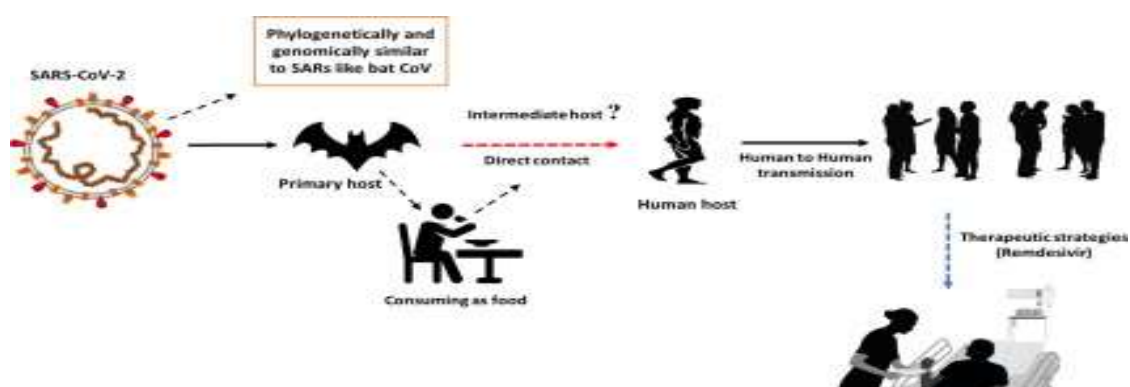 Phylogenetically and
genomically similar
to SARs like bat CoV
SARS-CoV-2
Intermediate host ?
Direct contact
Primary host
Human host
Human to Human
transmission
Consuming as food
Therapeutic strategies
(Remdesivir)